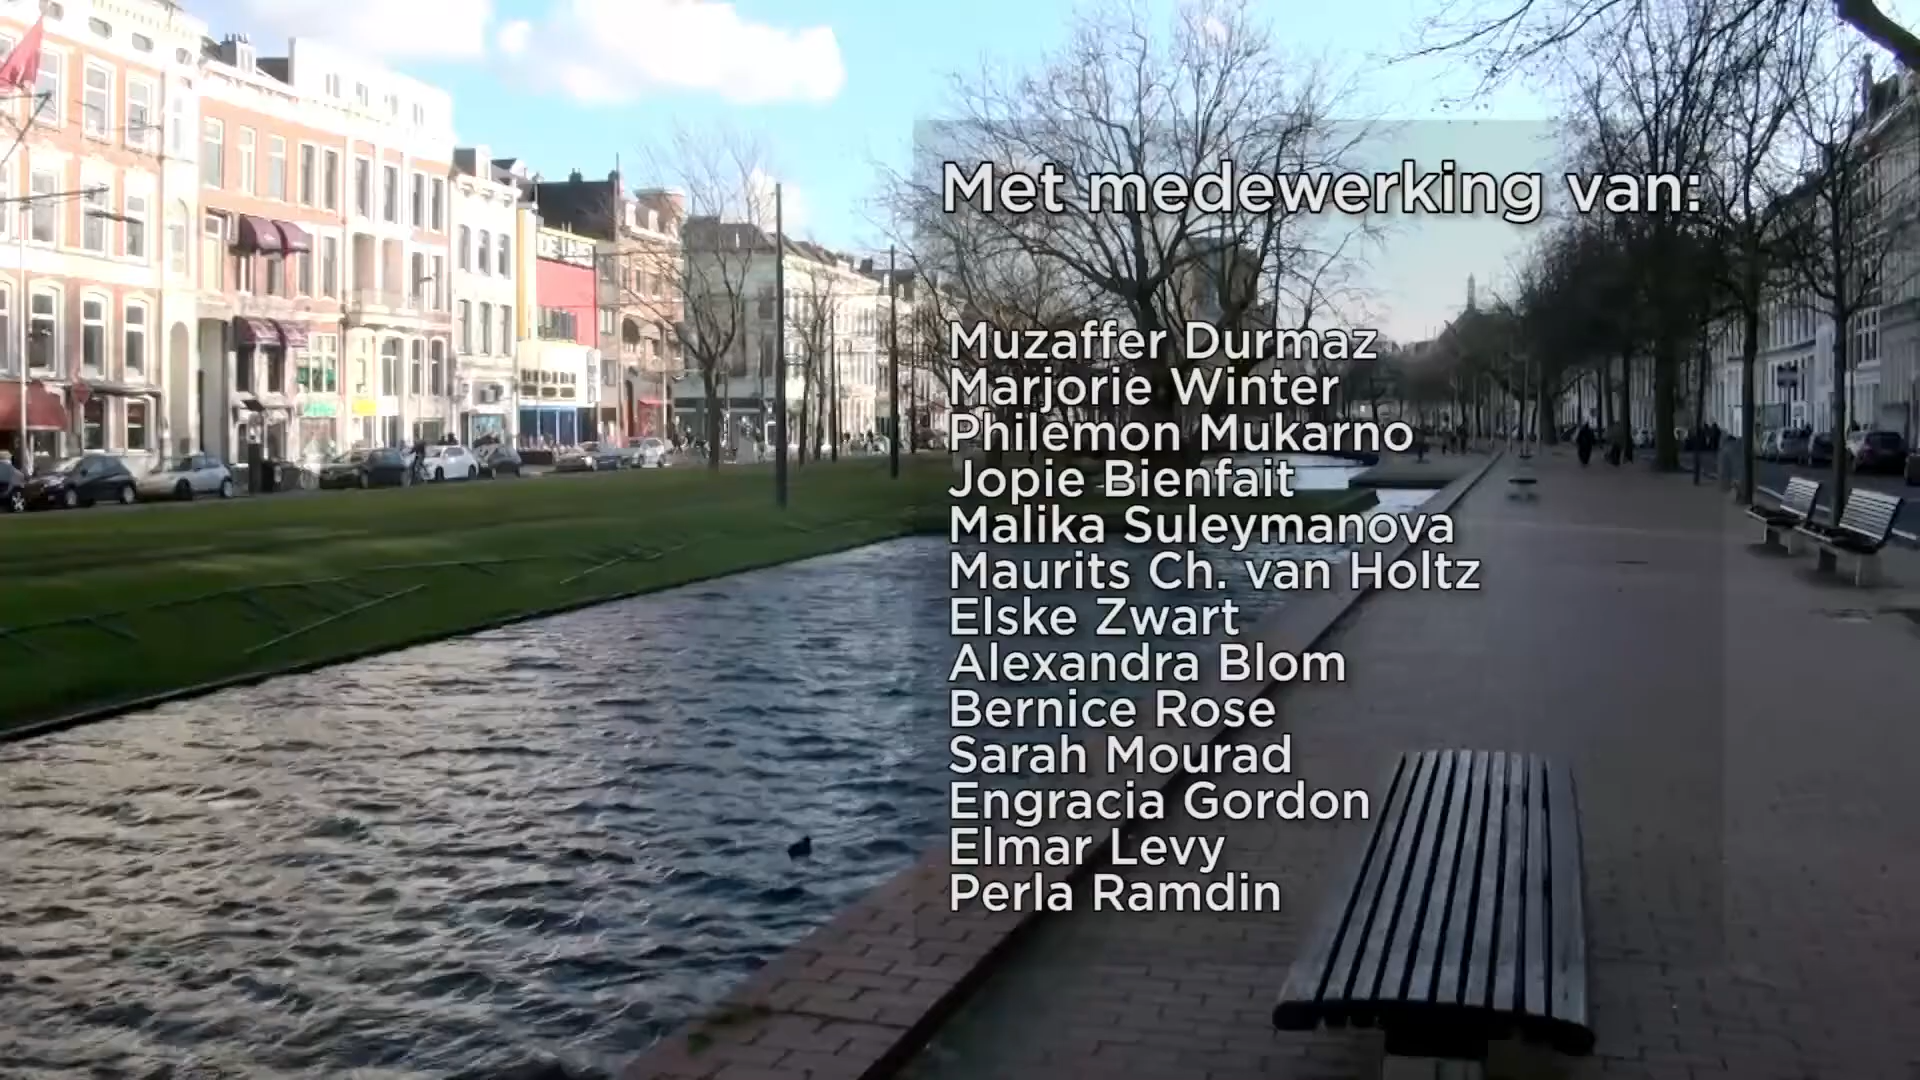 Met medewerking van:
Muzaffer Durmaz
Marjorie Winter
Philemon Mukarno
Jopie Bienfait
Malika Suleymanova
Maurits Ch. van Holtz
Elske Zwart
Alexandra Blom
Bernice Rose
Sarah Mourad
Engracia Gordon
Elmar Levy
Perla Ramdin